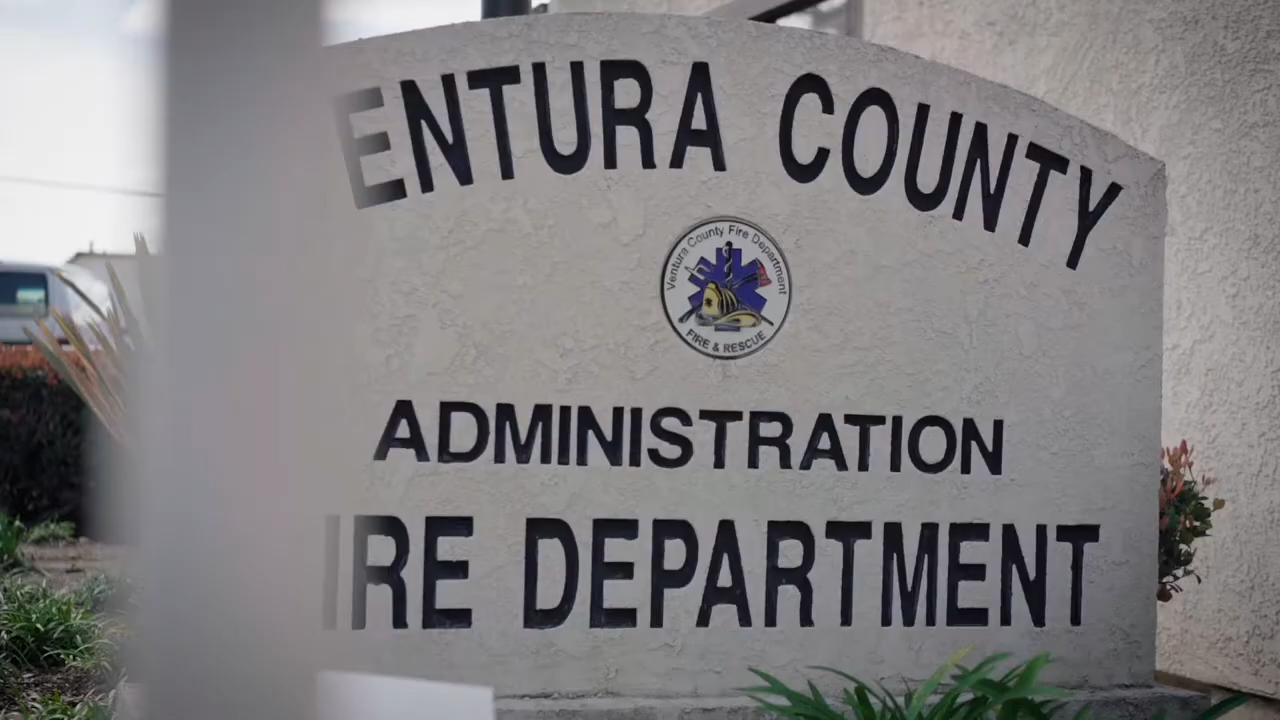 ENTURA COUNTY
Ventura County Fire Department
FIRE & RESCUE
ADMINISTRATION
IRE DEPARTMENT